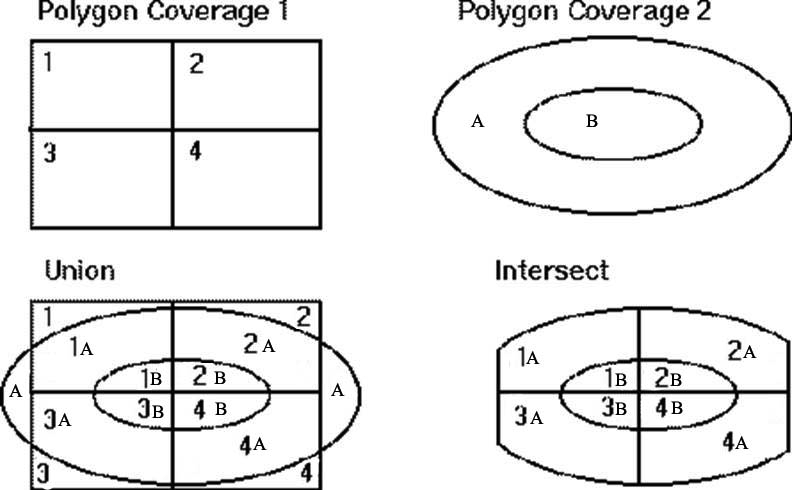 Polygon Coverage 1
Polygon Coverage 2
1 2
A B
3 4
Union
Intersect
1 2
1A 2A
1A 2A
1B 2B
1B 2B
A A
3B 4B
3B 4B
3A
3A
4A
4A
3 4